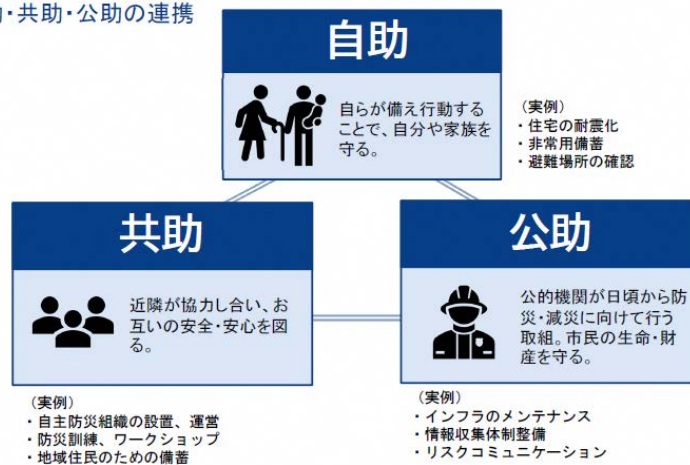 ・共助・公助の連携
自助
自らが備え行動する
ことで、自分や家族を
守る。
（実例）
・住宅の耐震化
・非常用備蓄
・避難場所の確認
共助
近隣が協力し合い、お
互いの安全・安心を図
る。
（実例）
・自主防災組織の設置、運営
・防災訓練、ワークショップ
・地域住民のための備蓄
公助
公的機関が日頃から防
災・減災に向けて行う
取組。市民の生命・財
産を守る。
（実例）
・インフラのメンテナンス
・情報収集体制整備
・リスクコミュニケーション